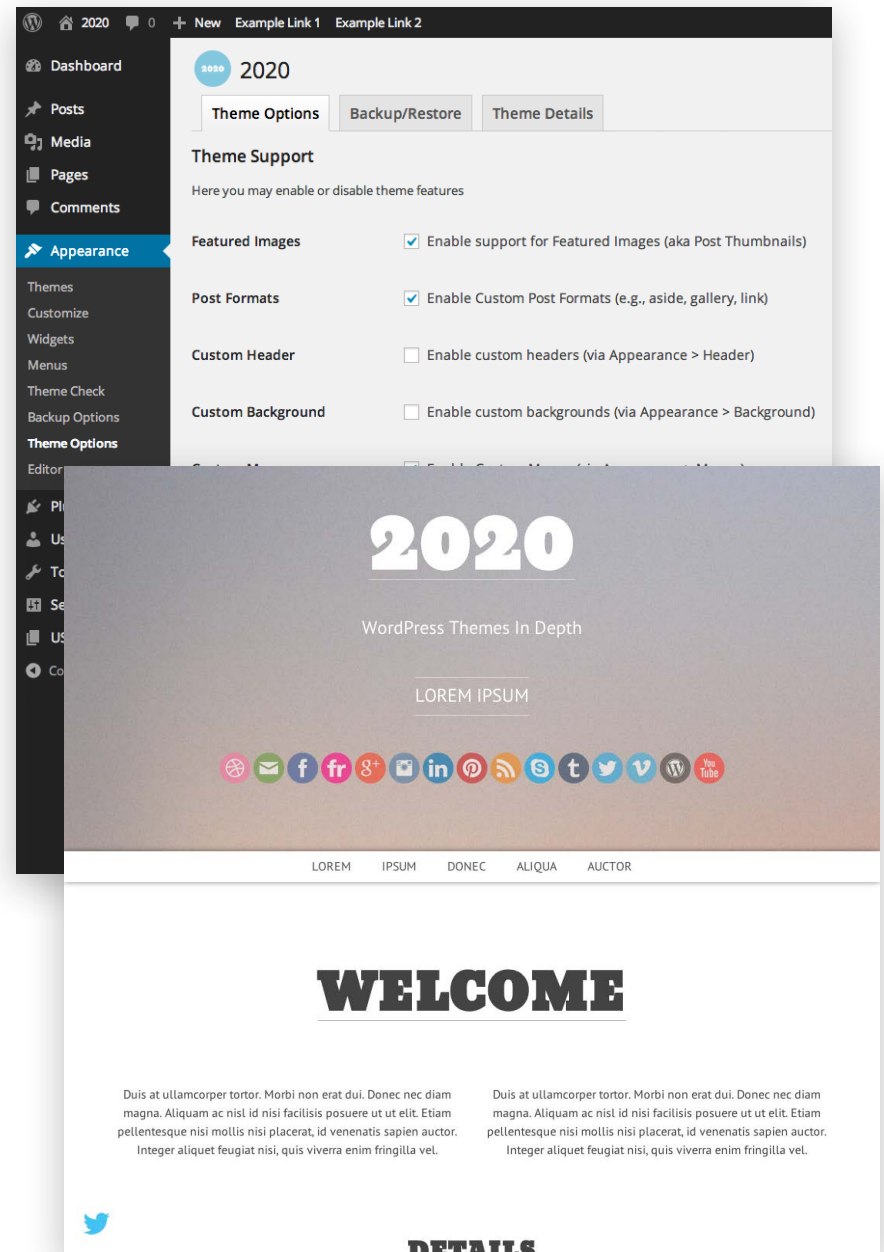 2020 0 New Example Link 1 Example Link 2
Dashboard
Posts
Media
Pages
Comments
Appearance
Themes
Customize
Widgets
Menus
Theme Check
Backup Options
Theme Options
Editor
2020 2020
Theme Options Backup/Restore Theme Details
Theme Support
Here you may enable or disable theme features
Featured Images Enable support for Featured Images (aka Post Thumbnails)
Post Formats Enable Custom Post Formats (e.g., aside, gallery, link)
Custom Header Enable custom headers (via Appearance > Header)
Custom Background Enable custom backgrounds (via Appearance > Background)
2020
WordPress Themes In Depth
LOREM IPSUM
f fr g+ in t You Tube
LOREM IPSUM DONEC ALIQUA AUCTOR
WELCOME
Duis at ullamcorper tortor. Morbi non erat dui. Donec nec diam
magna. Aliquam ac nisl id nisi facilisis posuere ut ut elit. Etiam
pellentesque nisi mollis nisi placerat, id venenatis sapien auctor.
Integer aliquet feugiat nisi, quis viverra enim fringilla vel.
Duis at ullamcorper tortor. Morbi non erat dui. Donec nec diam
magna. Aliquam ac nisl id nisi facilisis posuere ut ut elit. Etiam
pellentesque nisi mollis nisi placerat, id venenatis sapien auctor.
Integer aliquet feugiat nisi, quis viverra enim fringilla vel.
DETAILS